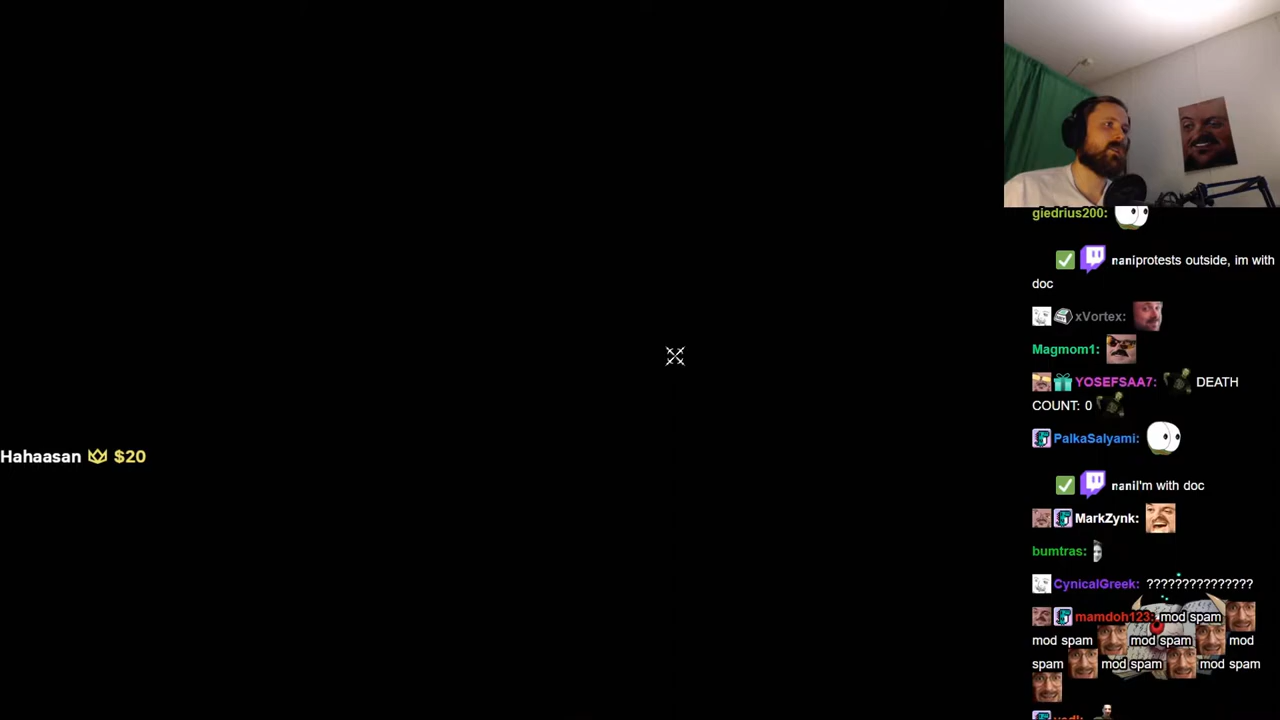 giedrius200:
naniprotests outside, im with
doc
xVortex:
Magmom1:
YOSEFSAA7: DEATH
COUNT: 0
Hahaasan $20
PalkaSalyami:
naniI'm with doc
MarkZynk:
bumtras:
CynicalGreek: ???????????????
mamdoh123: mod spam
mod spam mod spam mod
spam mod spam mod spam